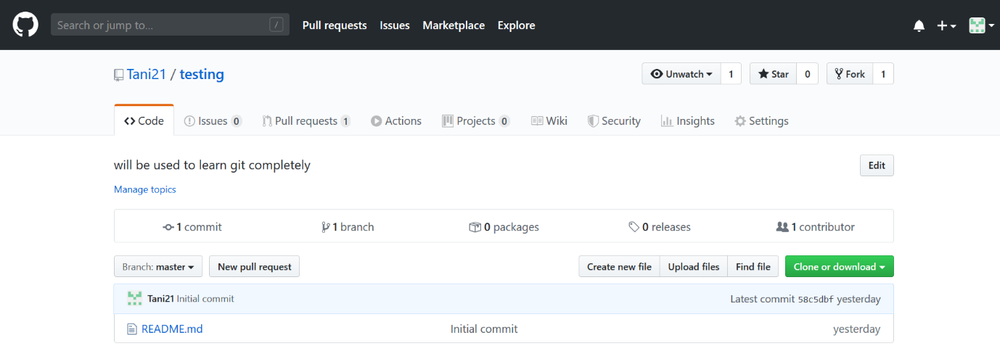 Search or jump to... / Pull requests Issues Marketplace Explore
Tani21 / testing Unwatch 1 Star 0 Fork 1
Code Issues 0 Pull requests 1 Actions Projects 0 Wiki Security Insights Settings
will be used to learn git completely Edit
Manage topics
1 commit 1 branch 0 packages 0 releases 1 contributor
Branch: master New pull request Create new file Upload files Find file Clone or download
Tani21 Initial commit Latest commit 58c5dbf yesterday
README.md Initial commit yesterday